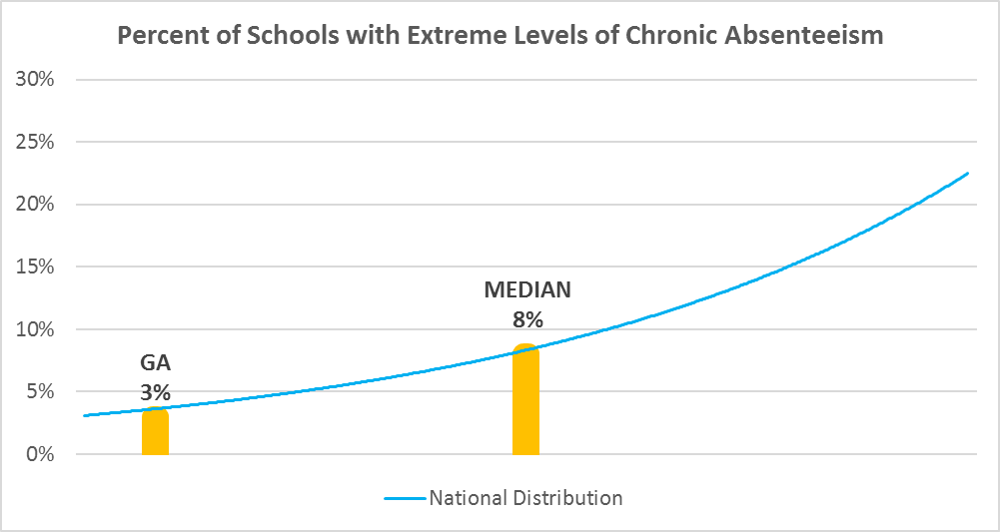 Percent of Schools with Extreme Levels of Chronic Absenteeism
30%
25%
20%
15%
10%
5%
0%
GA
3%
MEDIAN
8%
National Distribution